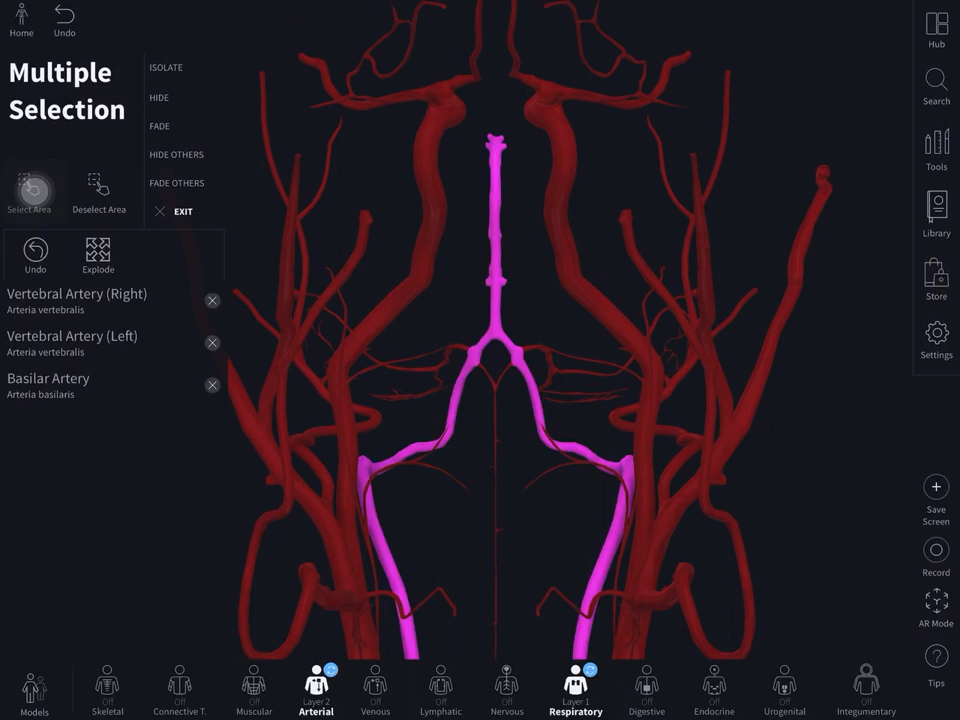 Home
Undo
Multiple
Selection
ISOLATE
HIDE
FADE
HIDE OTHERS
FADE OTHERS
EXIT
Select Area
Deselect Area
Undo
Explode
Vertebral Artery (Right)
Arteria vertebralis
Vertebral Artery (Left)
Arteria vertebralis
Basilar Artery
Arteria basilaris
Hub
Search
Tools
Library
Store
Settings
Save
Screen
Record
AR Mode
Tips
Models
Off
Skeletal
Off
Connective T.
Off
Muscular
Layer 2
Arterial
Off
Venous
Off
Lymphatic
Off
Nervous
Layer 1
Respiratory
Off
Digestive
Off
Endocrine
Off
Urogenital
Off
Integumentary